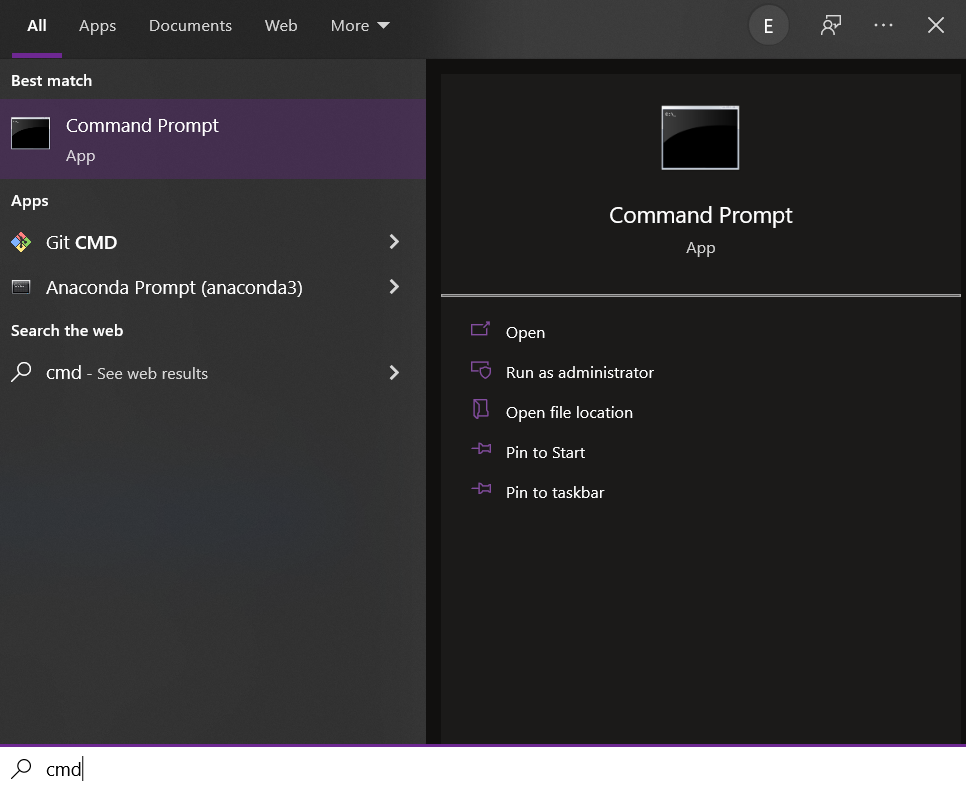 All Apps Documents Web More E
Best match
Command Prompt
App
Apps
Git CMD
Anaconda Prompt (anaconda3)
Search the web
cmd - See web results
Command Prompt
App
Open
Run as administrator
Open file location
Pin to Start
Pin to taskbar
cmd